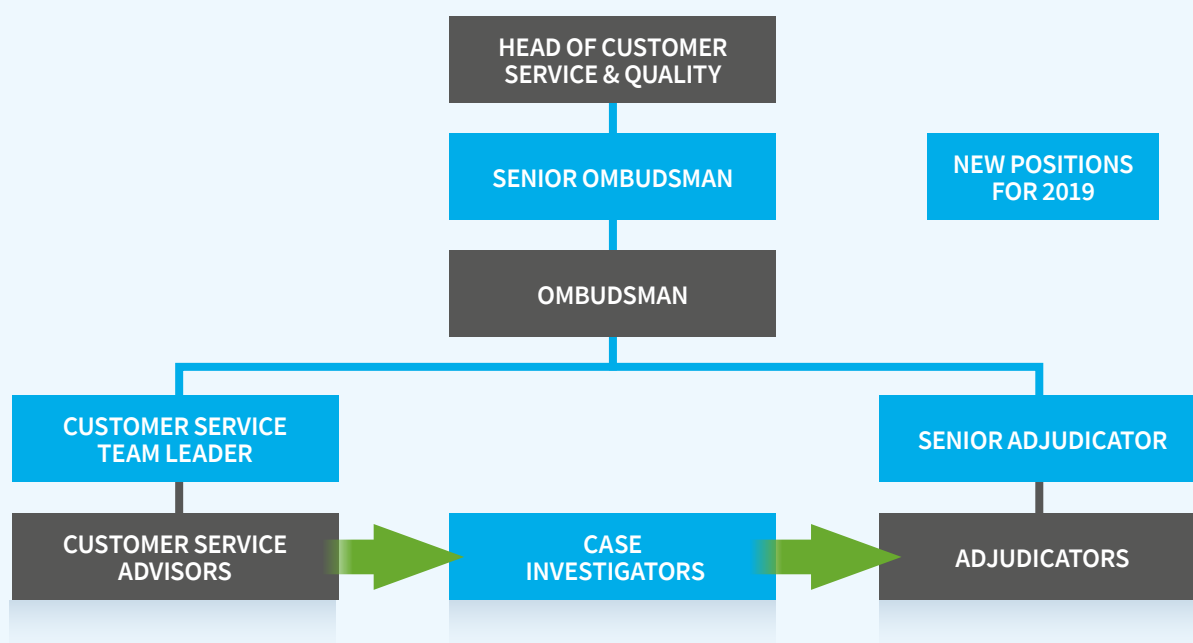 HEAD OF CUSTOMER
SERVICE & QUALITY
SENIOR OMBUDSMAN
NEW POSITIONS
FOR 2019
OMBUDSMAN
CUSTOMER SERVICE
TEAM LEADER
SENIOR ADJUDICATOR
CUSTOMER SERVICE
ADVISORS
CASE
INVESTIGATORS
ADJUDICATORS